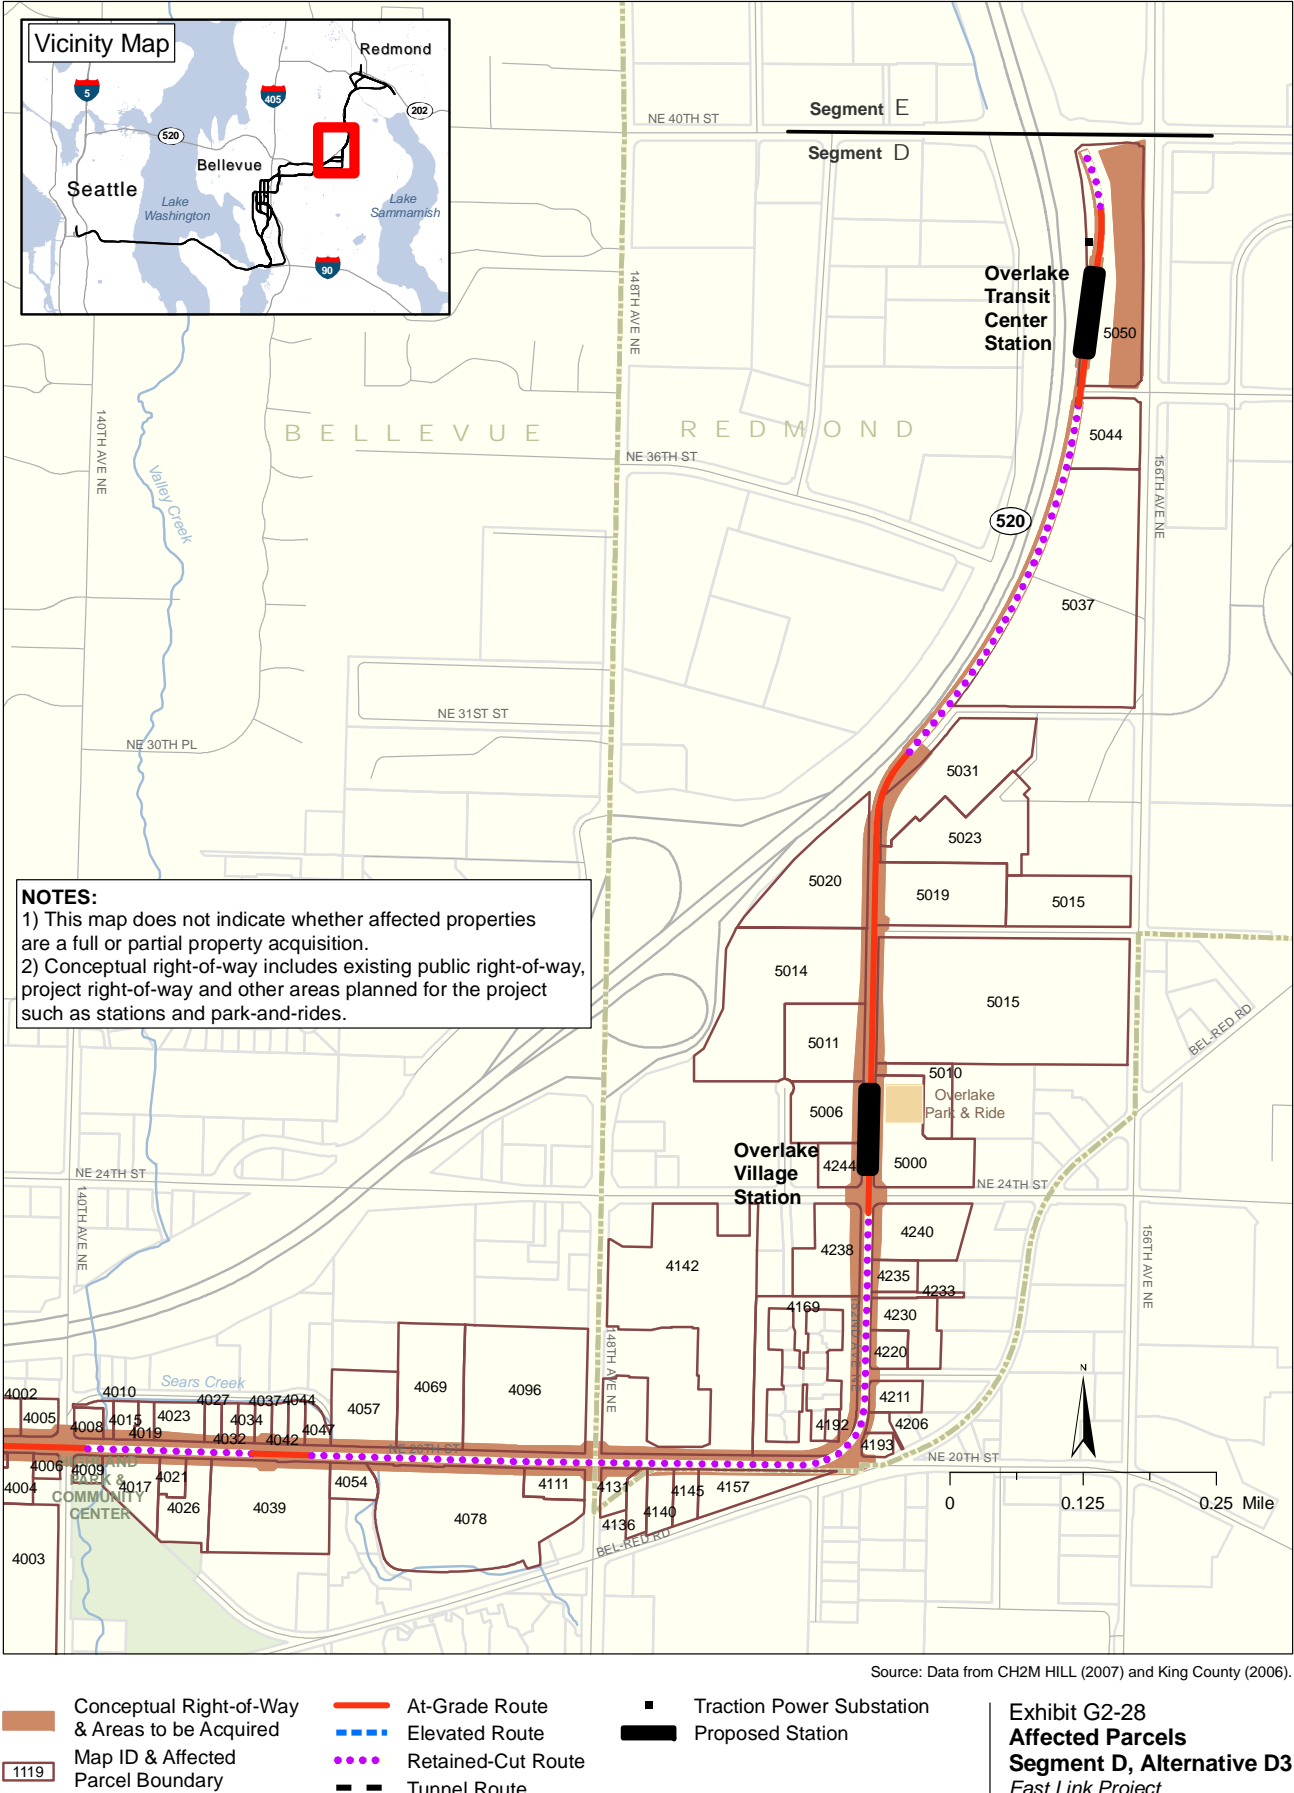 Vicinity Map
Redmond
5
405
202
520
Bellevue
Seattle
Lake
Washington
Lake
Sammamish
90
NE 40TH ST
Segment E
Segment D
148TH AVE NE
Overlake
Transit
Center
Station
5050
5044
140TH AVE NE
BELLEVUE
REDMOND
NE 36TH ST
156TH AVE NE
Valley Creek
520
5037
NE 31ST ST
NE 30TH PL
5031
5023
5020
5019
5015
NOTES:
1) This map does not indicate whether affected properties
are a full or partial property acquisition.
2) Conceptual right-of-way includes existing public right-of-way,
project right-of-way and other areas planned for the project
such as stations and park-and-rides.
5014
5015
5011
BEL-RED RD
5010
Overlake
Park & Ride
5006
Overlake
Village
Station
4244
5000
NE 24TH ST
NE 24TH ST
140TH AVE NE
156TH AVE NE
4240
4238
4142
4235
4233
4169
4230
152ND AVE NE
4220
148TH AVE NE
Sears Creek
4069
4096
4002
4010
4027
4037
4044
4057
4211
4005
4008
4015
4023
4034
4047
4192
4206
4019
4032
4042
NE 20TH ST
4193
NE 20TH ST
4006
4009
HIGHLAND
PARK &
COMMUNITY
CENTER
4004
4017
4021
4054
4111
4131
4145
4157
4026
4039
4078
4136
4140
BEL-RED RD
4003
N
0
0.125
0.25 Mile
Source: Data from CH2M HILL (2007) and King County (2006).
Conceptual Right-of-Way
& Areas to be Acquired
1119
Map ID & Affected
Parcel Boundary
At-Grade Route
Elevated Route
Retained-Cut Route
Tunnel Route
Traction Power Substation
Proposed Station
Exhibit G2-28
Affected Parcels
Segment D, Alternative D3
East Link Project